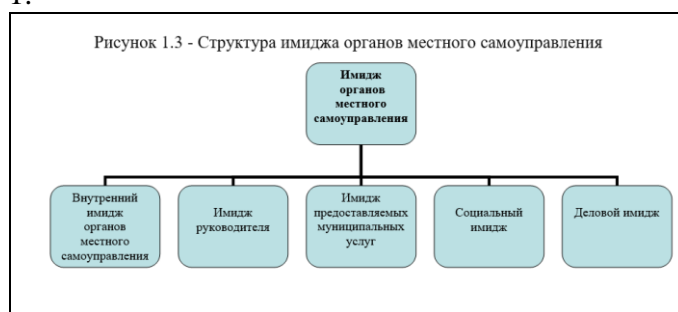 1.
Рисунок 1.3 - Структура имиджа органов местного самоуправления
Имидж
органов
местного
самоуправления
Внутренний
имидж
органов
местного
самоуправления
Имидж
руководителя
Имидж
предоставляемых
муниципальных
услуг
Социальный
имидж
Деловой имидж